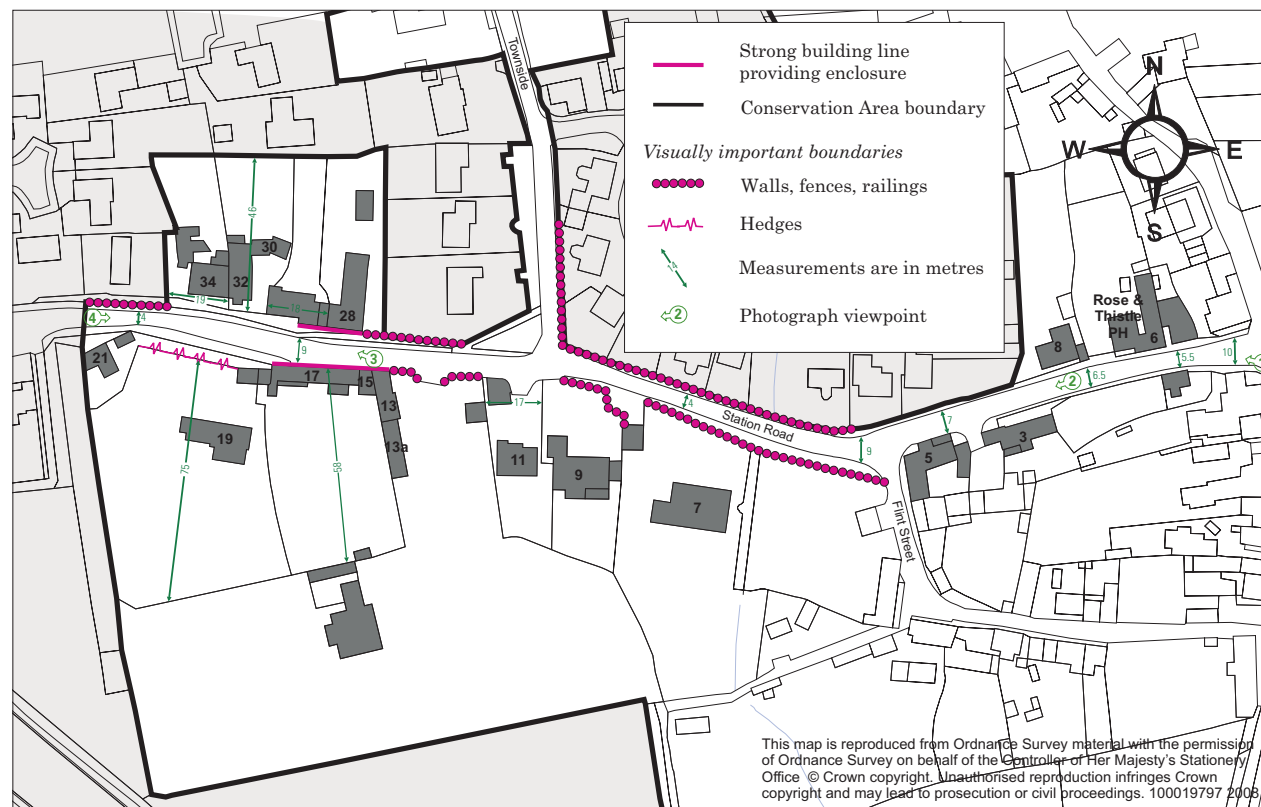 Strong building line
providing enclosure
Conservation Area boundary
Visually important boundaries
Walls, fences, railings
Hedges
14
Measurements are in metres
2
Photograph viewpoint
N
W
E
S
Townside
46
30
34
32
19
18
28
4
4
9
3
21
17
15
13
13a
19
75
58
17
11
9
7
4
Station Road
9
7
5
3
Flint Street
Rose &
Thistle
PH
6
8
2
6.5
5.5
10
This map is reproduced from Ordnance Survey material with the permission
of Ordnance Survey on behalf of the Controller of Her Majesty's Stationery
Office © Crown copyright. Unauthorised reproduction infringes Crown
copyright and may lead to prosecution or civil proceedings. 100019797 2008